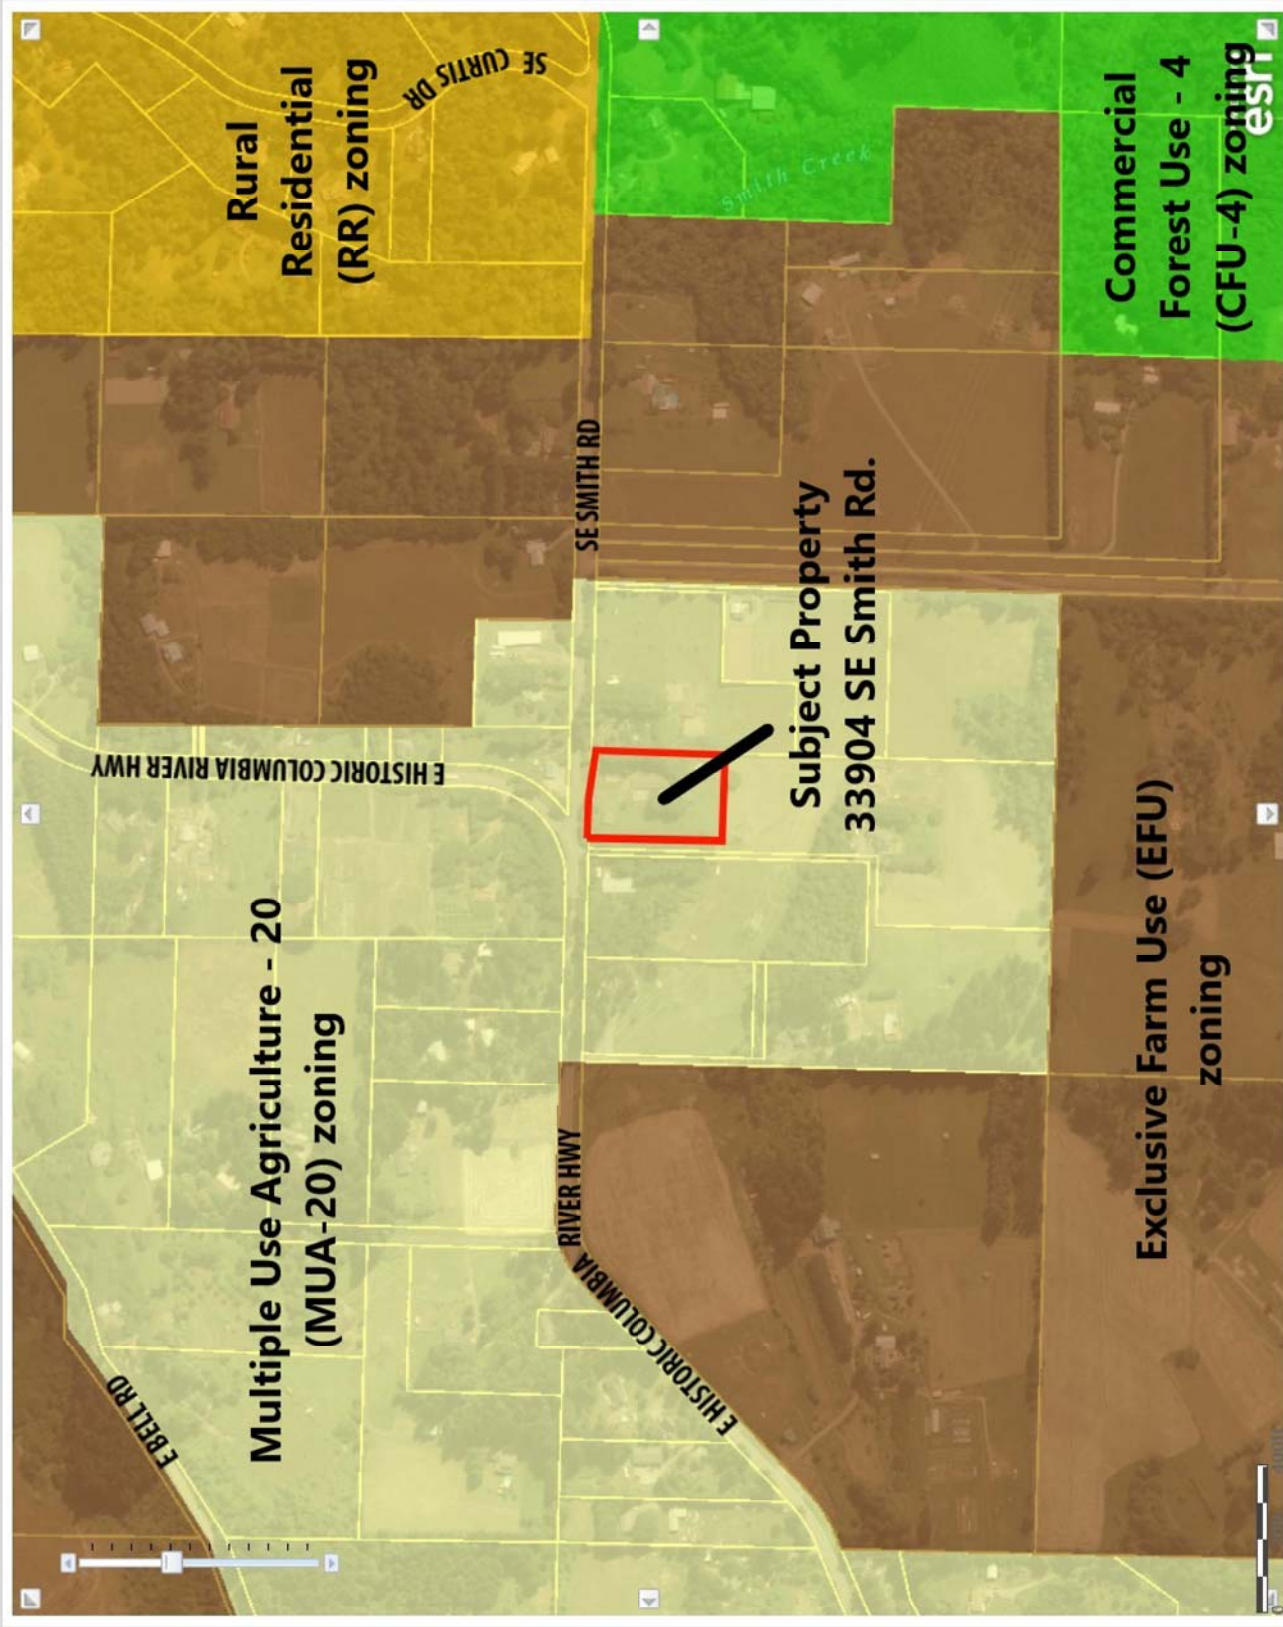 E BELL RD
Multiple Use Agriculture - 20
(MUA-20) zoning
E HISTORIC COLUMBIA RIVER HWY
Rural
Residential
(RR) zoning
SE CURTIS DR
E HISTORIC COLUMBIA
RIVER HWY
SE SMITH RD
Smith Creek
Subject Property
33904 SE Smith Rd.
Exclusive Farm Use (EFU)
zoning
Commercial
Forest Use - 4
(CFU-4) zoning
esri
0